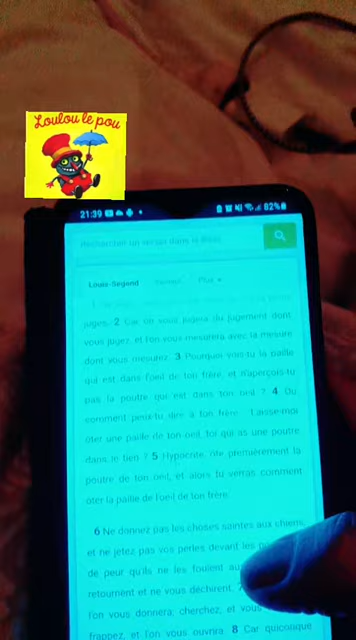 Loulou le pou
21:39 82%
Rechercher un verset dans la Bible
Louis-Segond Plus
juges. 2 Car on vous jugera du jugement dont
vous jugez, et l'on vous mesurera avec la mesure
dont vous mesurez. 3 Pourquoi vois-tu la paille
qui est dans l'oeil de ton frère, et n'aperçois-tu
pas la poutre qui est dans ton oeil ? 4 Ou
comment peux-tu dire à ton frère : Laisse-moi
ôter une paille de ton oeil, toi qui as une poutre
dans le tien ? 5 Hypocrite, ôte premièrement la
poutre de ton oeil, et alors tu verras comment
ôter la paille de l'oeil de ton frère.
6 Ne donnez pas les choses saintes aux chiens,
et ne jetez pas vos perles devant les
de peur qu'ils ne les foulent
retournent et ne vous déchirent.
l'on vous donnera; cherchez, et vous
frappez, et l'on vous ouvrira. 8 Car quiconque